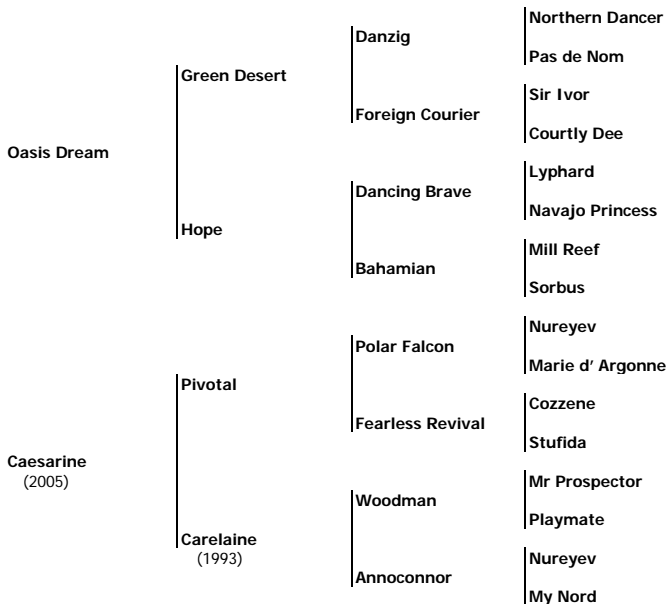 Northern Dancer
Danzig
Pas de Nom
Green Desert
Sir Ivor
Foreign Courier
Courtly Dee
Oasis Dream
Lyphard
Dancing Brave
Navajo Princess
Hope
Mill Reef
Bahamian
Sorbus
Nureyev
Polar Falcon
Marie d' Argonne
Pivotal
Cozzene
Fearless Revival
Stufida
Caesarine
(2005)
Mr Prospector
Woodman
Playmate
Carelaine
(1993)
Nureyev
Annoconnor
My Nord